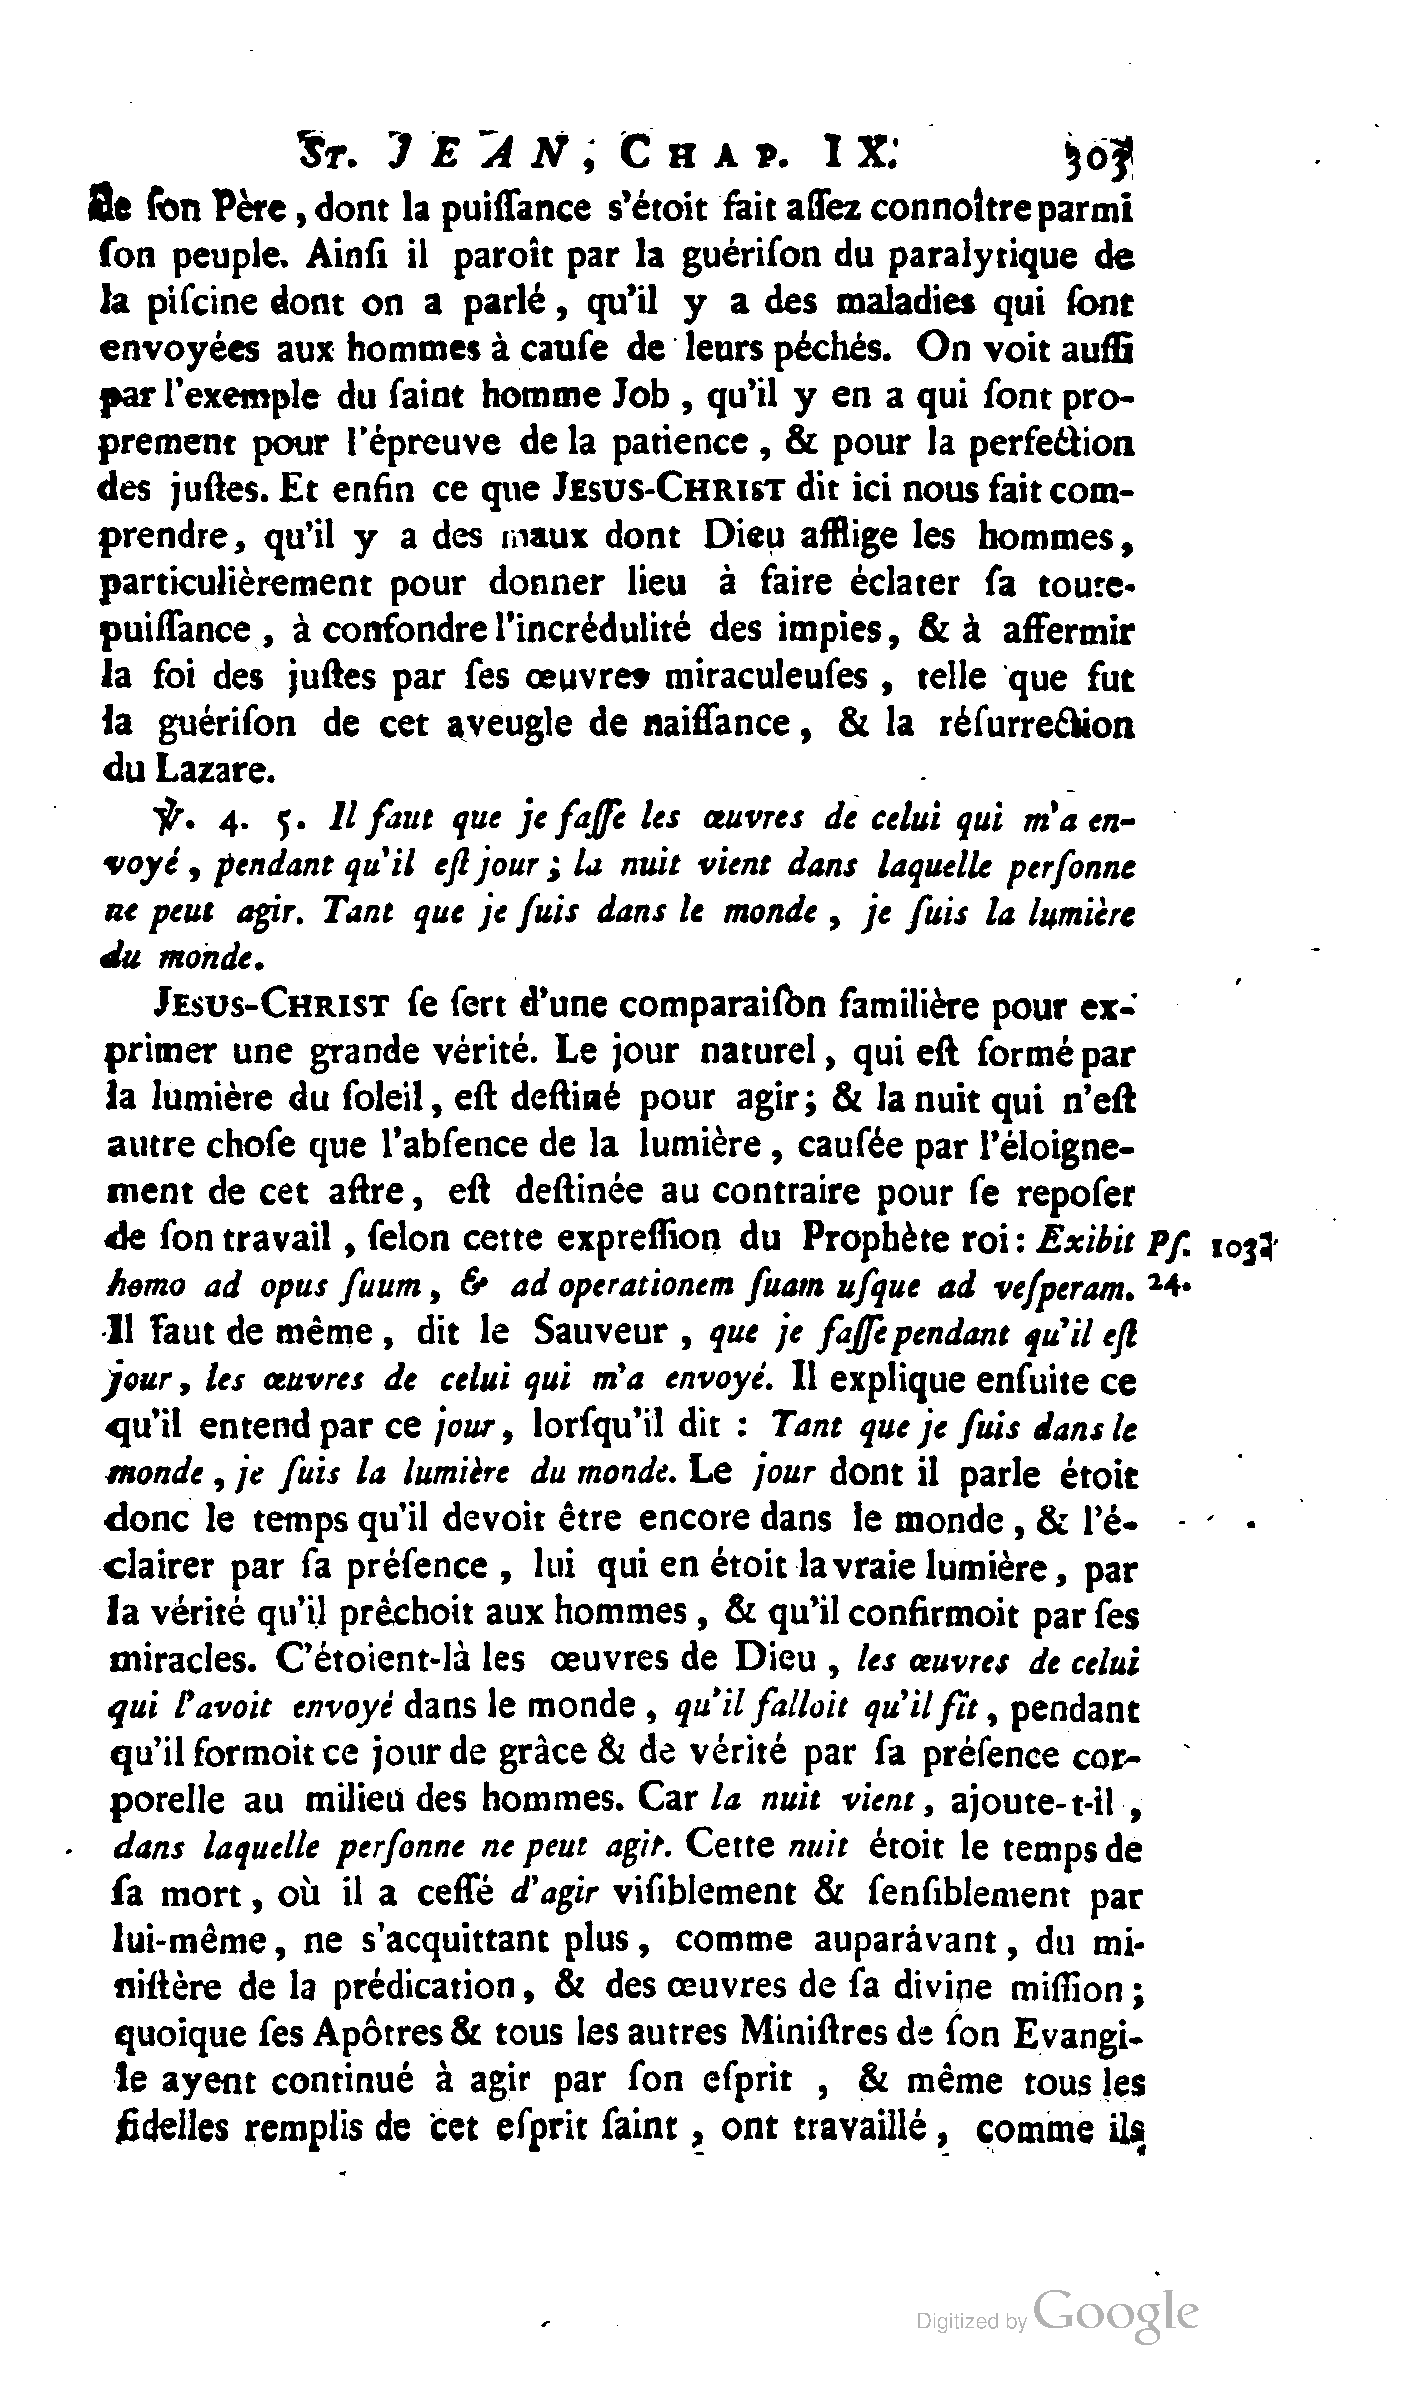 ST. JEAN, CHAP. IX. 303
de ſon Père, dont la puiſſance s'étoit fait aſſez connoître parmi
ſon peuple. Ainſi il paroît par la guériſon du paralytique de
la piſcine dont on a parlé, qu'il y a des maladies qui ſont
envoyées aux hommes à cauſe de leurs péchés. On voit auſſi
par l'exemple du ſaint homme Job, qu'il y en a qui ſont pro-
prement pour l'épreuve de la patience, & pour la perfection
des juſtes. Et enfin ce que JESUS-CHRIST dit ici nous fait com-
prendre, qu'il y a des maux dont Dieu afflige les hommes,
particulièrement pour donner lieu à faire éclater ſa toute-
puiſſance, à confondre l'incrédulité des impies, & à affermir
la foi des juſtes par ſes œuvres miraculeuſes, telle que fut
la guériſon de cet aveugle de naiſſance, & la réſurrection
du Lazare.
℣. 4. 5. Il faut que je faſſe les œuvres de celui qui m'a en-
voyé, pendant qu'il eſt jour; la nuit vient dans laquelle perſonne
ne peut agir. Tant que je ſuis dans le monde, je ſuis la lumière
du monde.
JESUS-CHRIST ſe ſert d'une comparaiſon familière pour ex-
primer une grande vérité. Le jour naturel, qui eſt formé par
la lumière du ſoleil, eſt deſtiné pour agir; & la nuit qui n'eſt
autre choſe que l'abſence de la lumière, cauſée par l'éloigne-
ment de cet aſtre, eſt deſtinée au contraire pour ſe repoſer
de ſon travail, ſelon cette expreſſion du Prophète roi: Exibit Pſ. 103.
homo ad opus ſuum, & ad operationem ſuam uſque ad veſperam. 24.
Il faut de même, dit le Sauveur, que je faſſe pendant qu'il eſt
jour, les œuvres de celui qui m'a envoyé. Il explique enſuite ce
qu'il entend par ce jour, lorſqu'il dit : Tant que je ſuis dans le
monde, je ſuis la lumière du monde. Le jour dont il parle étoit
donc le temps qu'il devoit être encore dans le monde, & l'é-
clairer par ſa préſence, lui qui en étoit la vraie lumière, par
la vérité qu'il prêchoit aux hommes, & qu'il confirmoit par ſes
miracles. C'étoient-là les œuvres de Dieu, les œuvres de celui
qui l'avoit envoyé dans le monde, qu'il falloit qu'il fît, pendant
qu'il formoit ce jour de grâce & de vérité par ſa préſence cor-
porelle au milieu des hommes. Car la nuit vient, ajoute-t-il,
dans laquelle perſonne ne peut agir. Cette nuit étoit le temps de
ſa mort, où il a ceſſé d'agir viſiblement & ſenſiblement par
lui-même, ne s'acquittant plus, comme auparavant, du mi-
niſtère de la prédication, & des œuvres de ſa divine miſſion;
quoique ſes Apôtres & tous les autres Miniſtres de ſon Evangi-
le ayent continué à agir par ſon eſprit, & même tous les
fidelles remplis de cet eſprit ſaint, ont travaillé, comme ils
Digitized by Google